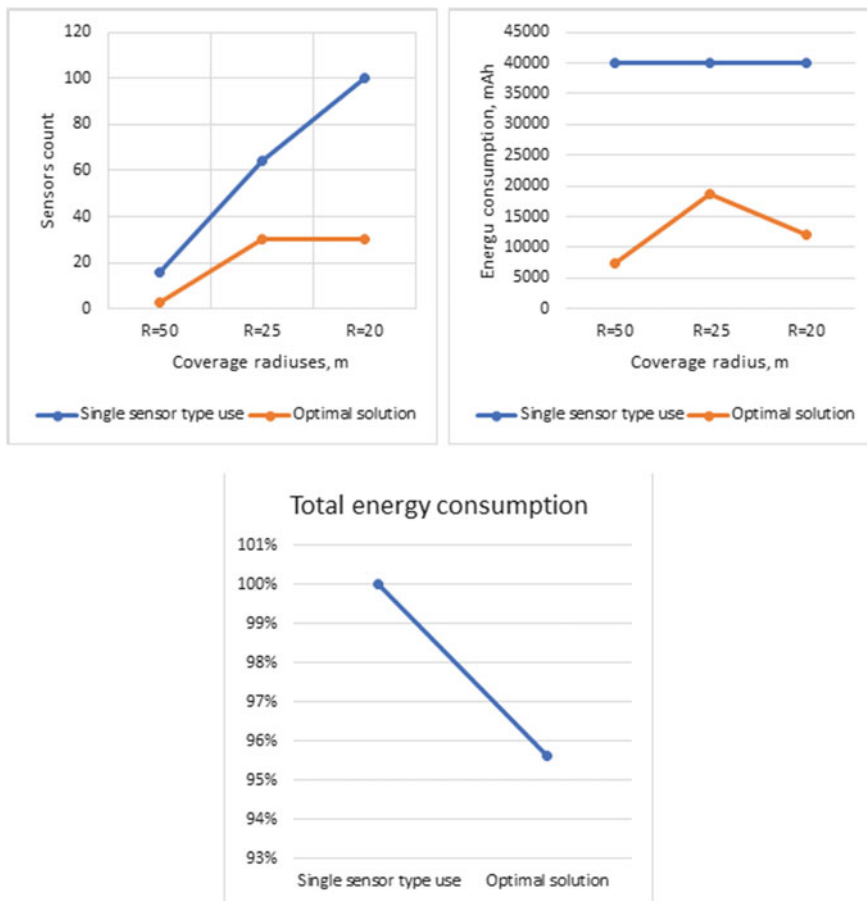 120
100
80
60
40
20
0
Sensors count
R=50 R=25 R=20
Coverage radiuses, m
Single sensor type use Optimal solution
45000
40000
35000
30000
25000
20000
15000
10000
5000
0
Energu consumption, mAh
R=50 R=25 R=20
Coverage radius, m
Single sensor type use Optimal solution
Total energy consumption
101%
100%
99%
98%
97%
96%
95%
94%
93%
Single sensor type use Optimal solution